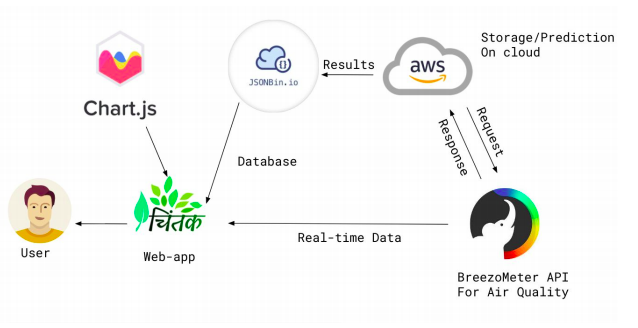 Storage/Prediction
On cloud
aws
Results
JSONBin.io
{}
Chart.js
Request
Response
Database
चिंतक
Web-app
User
Real-time Data
BreezoMeter API
For Air Quality